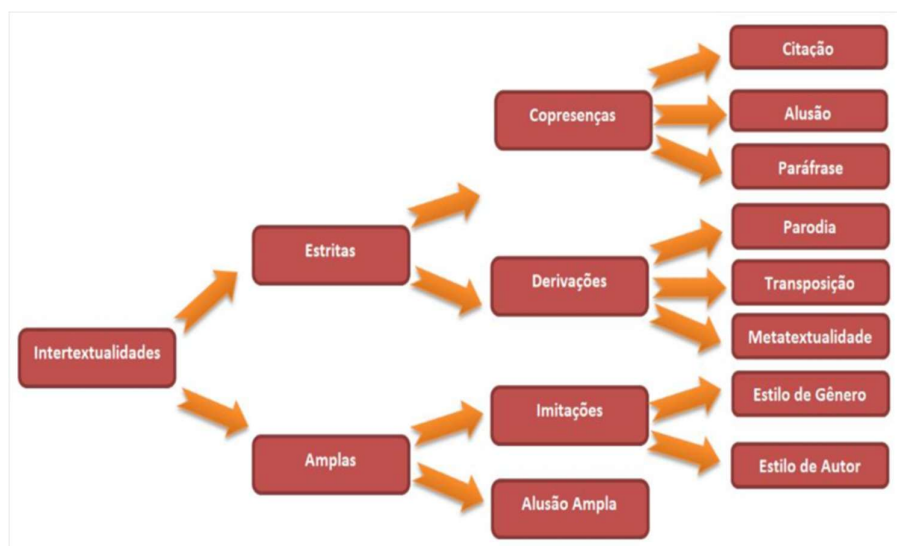 Citação
Copresenças
Alusão
Paráfrase
Estritas
Parodia
Derivações
Transposição
Metatextualidade
Intertextualidades
Imitações
Estilo de Gênero
Amplas
Estilo de Autor
Alusão Ampla